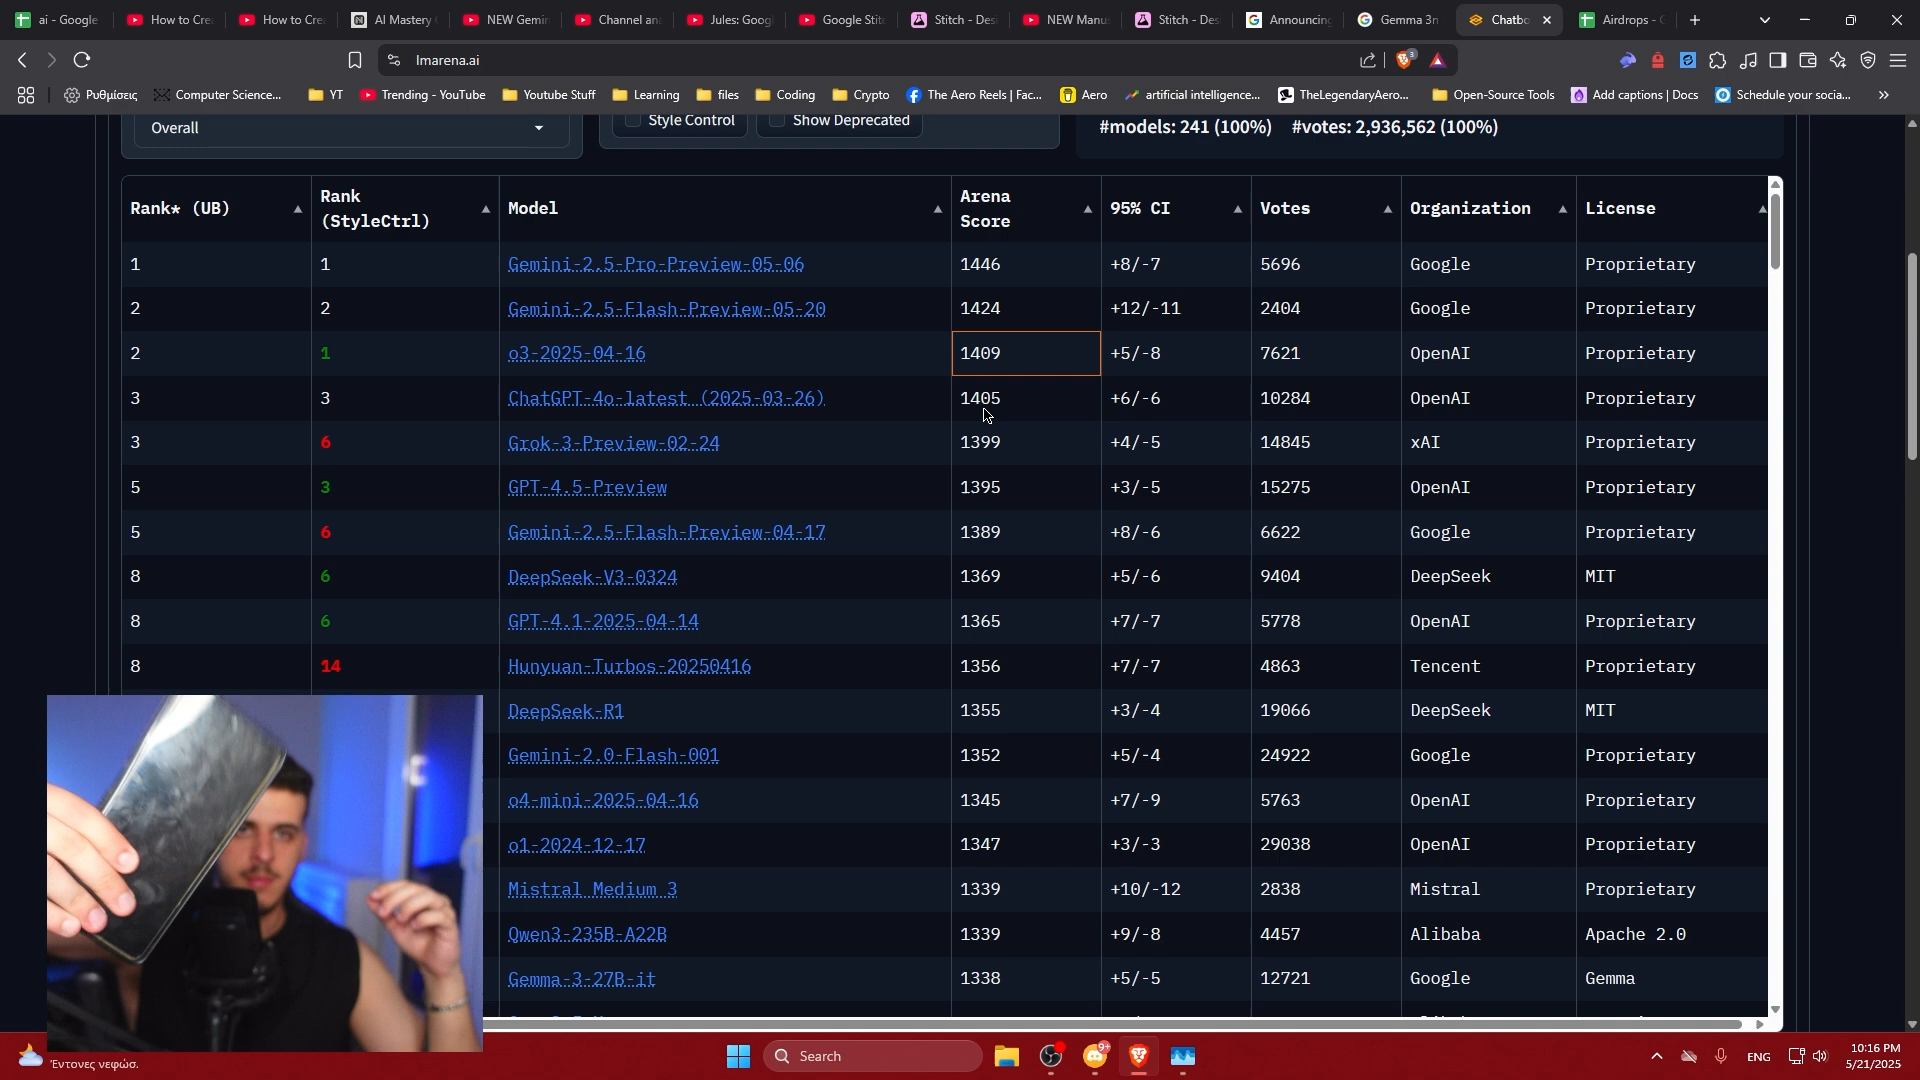 ai - Google
How to Cre
How to Cre
AI Mastery
NEW Gemin
Channel an
Jules: Goog
Google Stit
Stitch - Des
NEW Manu
Stitch - Des
Announcing
Gemma 3n
Chatbo
Airdrops - G
lmarena.ai
Ρυθμίσεις
Computer Science...
YT
Trending - YouTube
Youtube Stuff
Learning
files
Coding
Crypto
The Aero Reels | Fac...
Aero
artificial intelligence...
TheLegendaryAero...
Open-Source Tools
Add captions | Docs
Schedule your socia...
Overall
Style Control
Show Deprecated
#models: 241 (100%) #votes: 2,936,562 (100%)
Rank* (UB)
Rank
(StyleCtrl)
Model
Arena
Score
95% CI
Votes
Organization
License
1 1 Gemini-2.5-Pro-Preview-05-06 1446 +8/-7 5696 Google Proprietary
2 2 Gemini-2.5-Flash-Preview-05-20 1424 +12/-11 2404 Google Proprietary
2 1 o3-2025-04-16 1409 +5/-8 7621 OpenAI Proprietary
3 3 ChatGPT-4o-latest (2025-03-26) 1405 +6/-6 10284 OpenAI Proprietary
3 6 Grok-3-Preview-02-24 1399 +4/-5 14845 xAI Proprietary
5 3 GPT-4.5-Preview 1395 +3/-5 15275 OpenAI Proprietary
5 6 Gemini-2.5-Flash-Preview-04-17 1389 +8/-6 6622 Google Proprietary
8 6 DeepSeek-V3-0324 1369 +5/-6 9404 DeepSeek MIT
8 6 GPT-4.1-2025-04-14 1365 +7/-7 5778 OpenAI Proprietary
8 14 Hunyuan-Turbos-20250416 1356 +7/-7 4863 Tencent Proprietary
DeepSeek-R1 1355 +3/-4 19066 DeepSeek MIT
Gemini-2.0-Flash-001 1352 +5/-4 24922 Google Proprietary
o4-mini-2025-04-16 1345 +7/-9 5763 OpenAI Proprietary
o1-2024-12-17 1347 +3/-3 29038 OpenAI Proprietary
Mistral Medium 3 1339 +10/-12 2838 Mistral Proprietary
Qwen3-235B-A22B 1339 +9/-8 4457 Alibaba Apache 2.0
Gemma-3-27B-it 1338 +5/-5 12721 Google Gemma
Έντονες νεφώσ.
Search
9+
ENG
10:16 PM
5/21/2025